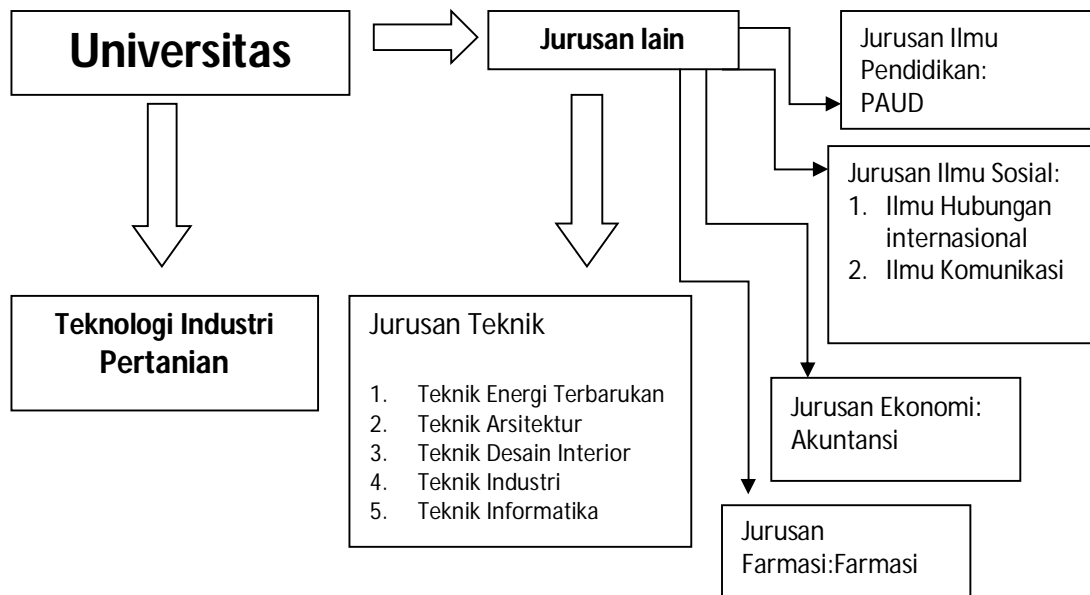 Universitas
Jurusan lain
Jurusan Ilmu
Pendidikan:
PAUD
Jurusan Ilmu Sosial:
1. Ilmu Hubungan
internasional
2. Ilmu Komunikasi
Teknologi Industri
Pertanian
Jurusan Teknik
1. Teknik Energi Terbarukan
2. Teknik Arsitektur
3. Teknik Desain Interior
4. Teknik Industri
5. Teknik Informatika
Jurusan Ekonomi:
Akuntansi
Jurusan
Farmasi:Farmasi